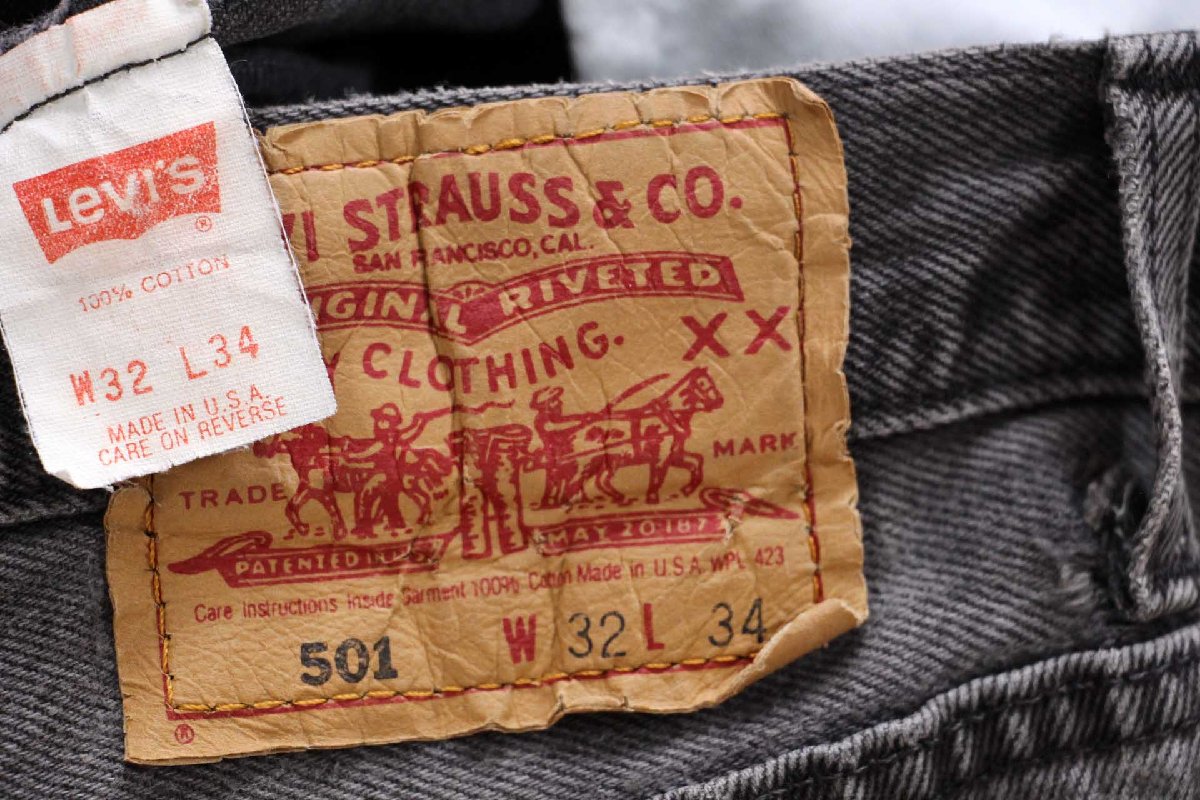 LEVI'S
®
100% COTTON
W32 L34
MADE IN U.S.A.
CARE ON REVERSE
STRAUSS & CO.
SAN FRANCISCO, CAL.
RIVETED
CLOTHING. XX
TRADE MARK
PATENTED IN U.S. MAY 20 1873
Care Instructions Inside Garment 100% Cotton Made in U.S.A. WPL 423
501 W 32 L 34
®